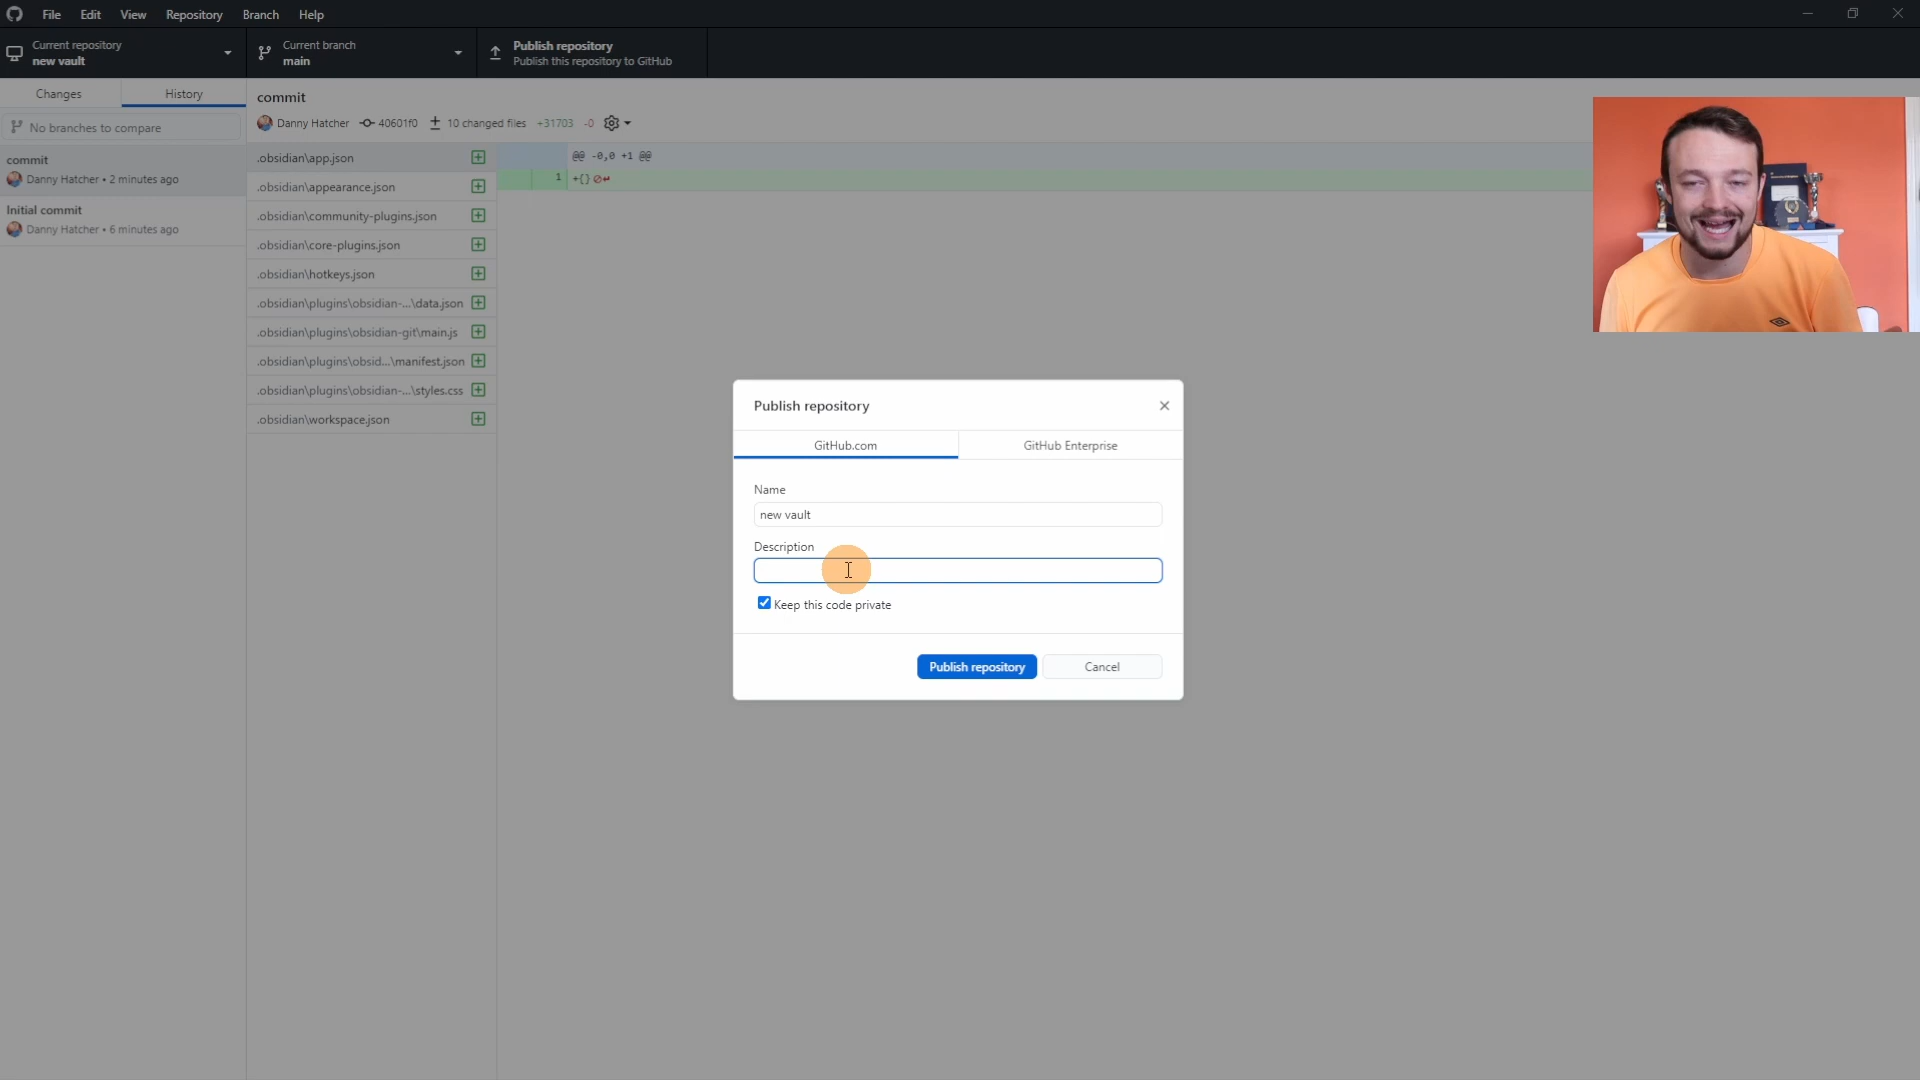 File Edit View Repository Branch Help
Current repository
new vault
Current branch
main
Publish repository
Publish this repository to GitHub
Changes
History
No branches to compare
commit
Danny Hatcher • 2 minutes ago
Initial commit
Danny Hatcher • 6 minutes ago
commit
Danny Hatcher 40601f0 10 changed files +31703 -0
.obsidian\app.json
.obsidian\appearance.json
.obsidian\community-plugins.json
.obsidian\core-plugins.json
.obsidian\hotkeys.json
.obsidian\plugins\obsidian-...\data.json
.obsidian\plugins\obsidian-git\main.js
.obsidian\plugins\obsid...\manifest.json
.obsidian\plugins\obsidian-...\styles.css
.obsidian\workspace.json
@@ -0,0 +1 @@
1 +{}
Publish repository
GitHub.com
GitHub Enterprise
Name
new vault
Description
Keep this code private
Publish repository
Cancel